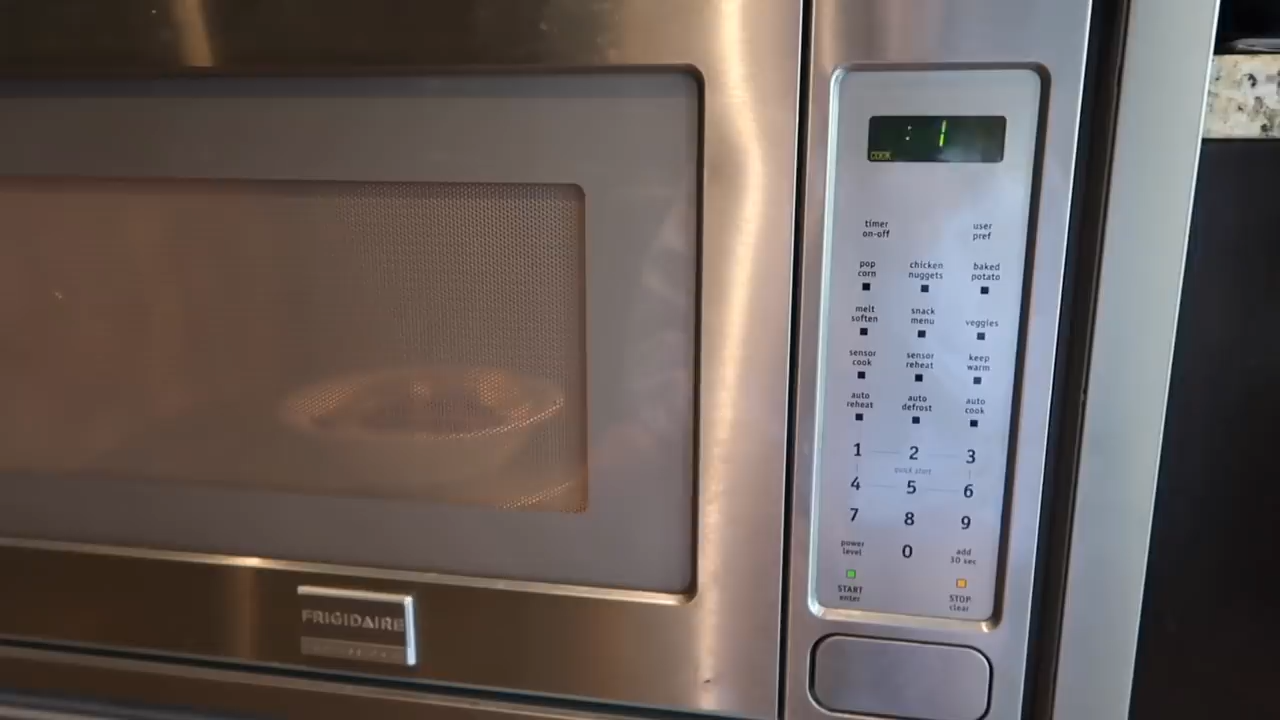 : 1
COOK
timer
on-off
user
pref
pop
corn
chicken
nuggets
baked
potato
melt
soften
snack
menu
veggies
sensor
cook
sensor
reheat
keep
warm
auto
reheat
auto
defrost
auto
cook
1 2 3
quick start
4 5 6
7 8 9
power
level
0
add
30 sec
START
enter
STOP
clear
FRIGIDAIRE